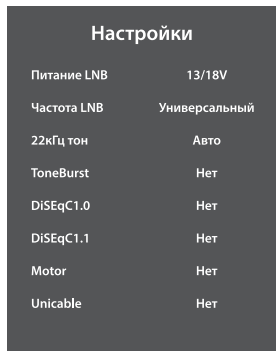 Настройки
Питание LNB 13/18V
Частота LNB Универсальный
22кГц тон Авто
ToneBurst Нет
DiSEqC1.0 Нет
DiSEqC1.1 Нет
Motor Нет
Unicable Нет